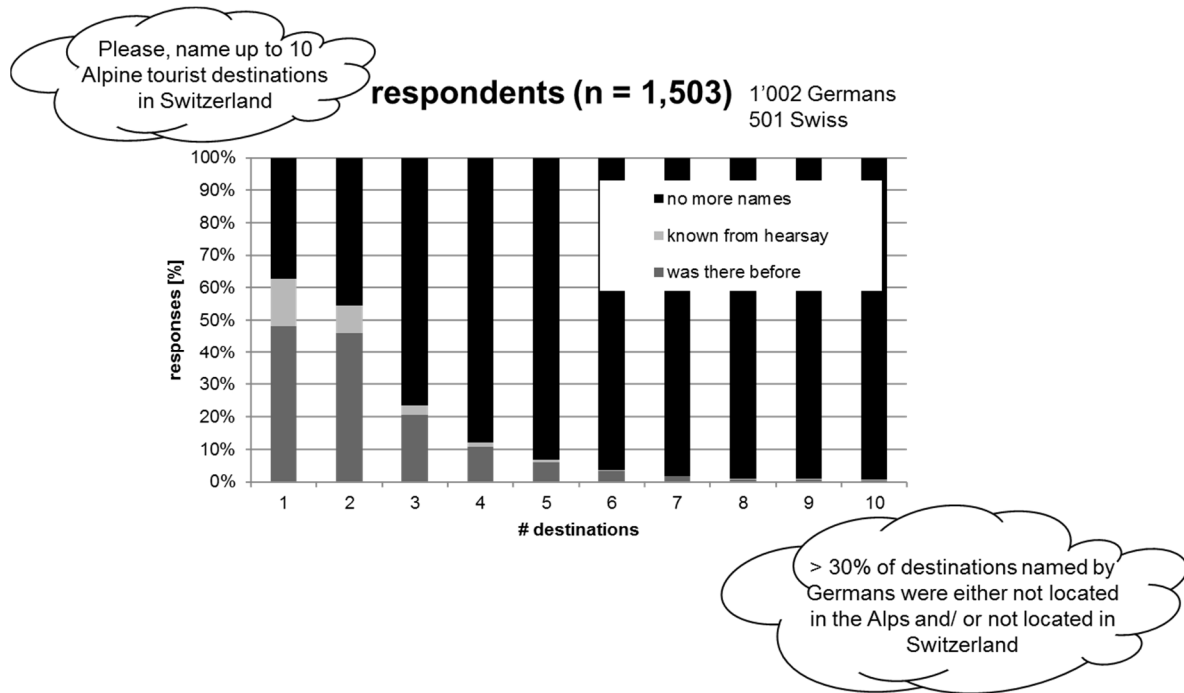 Please, name up to 10
Alpine tourist destinations
in Switzerland
respondents (n = 1,503)
1'002 Germans
501 Swiss
100%
90%
80%
70%
60%
50%
40%
30%
20%
10%
0%
responses [%]
no more names
known from hearsay
was there before
1 2 3 4 5 6 7 8 9 10
# destinations
> 30% of destinations named by
Germans were either not located
in the Alps and/ or not located in
Switzerland